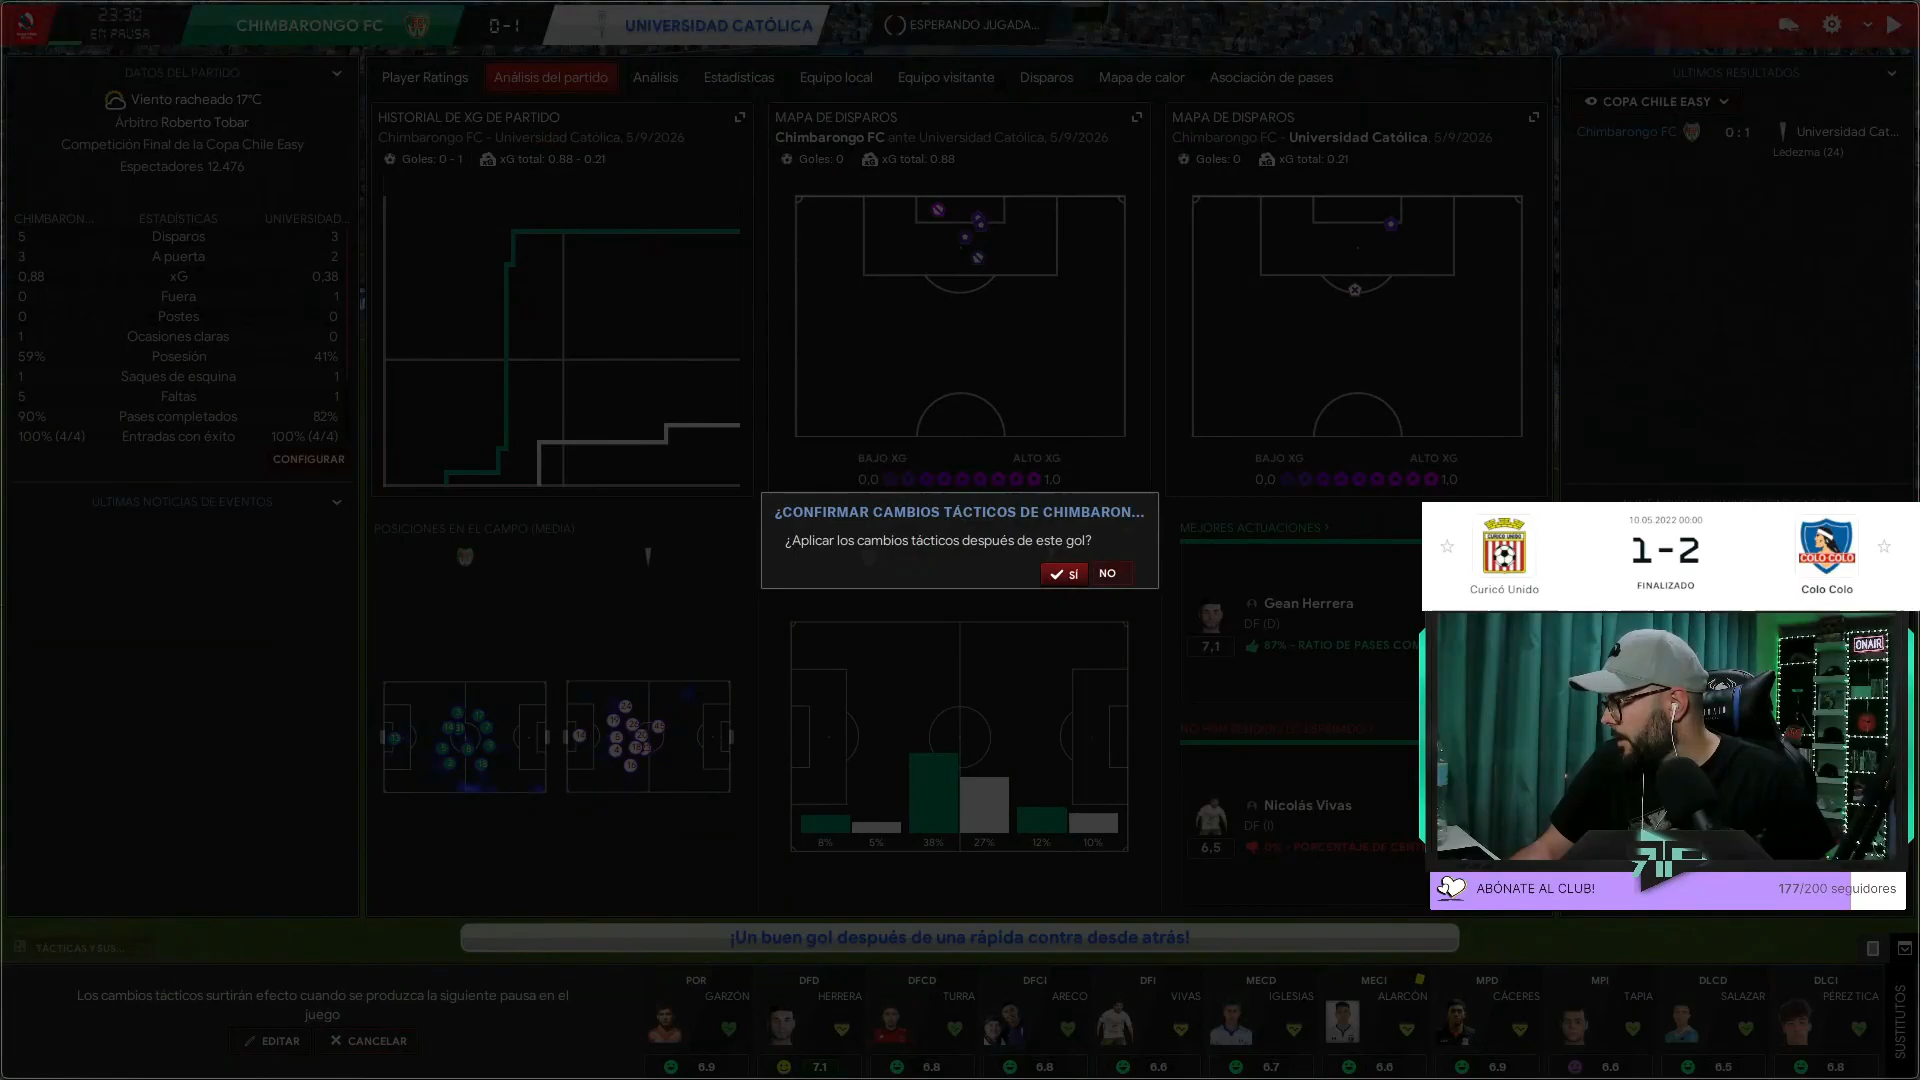 23:30
EN PAUSA
CHIMBARONGO FC
0-1
UNIVERSIDAD CATÓLICA
ESPERANDO JUGADA...
DATOS DEL PARTIDO
Viento racheado 17°C
Árbitro Roberto Tobar
Competición Final de la Copa Chile Easy
Espectadores 12.476
CHIMBARON... ESTADÍSTICAS UNIVERSIDAD...
5 Disparos 3
3 A puerta 2
0,88 xG 0,38
0 Fuera 1
0 Postes 0
1 Ocasiones claras 0
59% Posesión 41%
1 Saques de esquina 1
5 Faltas 1
90% Pases completados 82%
100% (4/4) Entradas con éxito 100% (4/4)
CONFIGURAR
ÚLTIMAS NOTICIAS DE EVENTOS
Player Ratings Análisis del partido Análisis Estadísticas Equipo local Equipo visitante Disparos Mapa de calor Asociación de pases
HISTORIAL DE XG DE PARTIDO
Chimbarongo FC - Universidad Católica, 5/9/2026
Goles: 0 - 1 xG total: 0.88 - 0.21
MAPA DE DISPAROS
Chimbarongo FC ante Universidad Católica, 5/9/2026
Goles: 0 xG total: 0.88
BAJO XG ALTO XG
0,0 1.0
MAPA DE DISPAROS
Chimbarongo FC - Universidad Católica, 5/9/2026
Goles: 0 xG total: 0.21
BAJO XG ALTO XG
0,0 1.0
ÚLTIMOS RESULTADOS
COPA CHILE EASY
Chimbarongo FC 0 : 1 Universidad Cat...
Ledezma (24)
¿CONFIRMAR CAMBIOS TÁCTICOS DE CHIMBARON...
¿Aplicar los cambios tácticos después de este gol?
SÍ NO
POSICIONES EN EL CAMPO (MEDIA)
8% 5% 38% 27% 12% 10%
MEJORES ACTUACIONES >
Gean Herrera
DF (D)
7,1 87% - RATIO DE PASES COM
Nicolás Vivas
DF (I)
6,5 0% - PORCENTAJE DE CENT
10.05.2022 00:00
1-2
FINALIZADO
Curicó Unido
Colo Colo
CURICO UNIDO
COLO COLO
ON AIR
ABÓNATE AL CLUB! 177/200 seguidores
¡Un buen gol después de una rápida contra desde atrás!
TÁCTICAS Y SUS...
Los cambios tácticos surtirán efecto cuando se produzca la siguiente pausa en el
juego
EDITAR CANCELAR
POR DFD DFCD DFCI DFI MECD MECI MPD MPI DLCD DLCI
GARZÓN HERRERA TURRA ARECO VIVAS IGLESIAS ALARCÓN CÁCERES TAPIA SALAZAR PÉREZ TICA
6.9 7.1 6.8 6.8 6.6 6.7 6.6 6.9 6.6 6.5 6.8
SUSTITUTOS